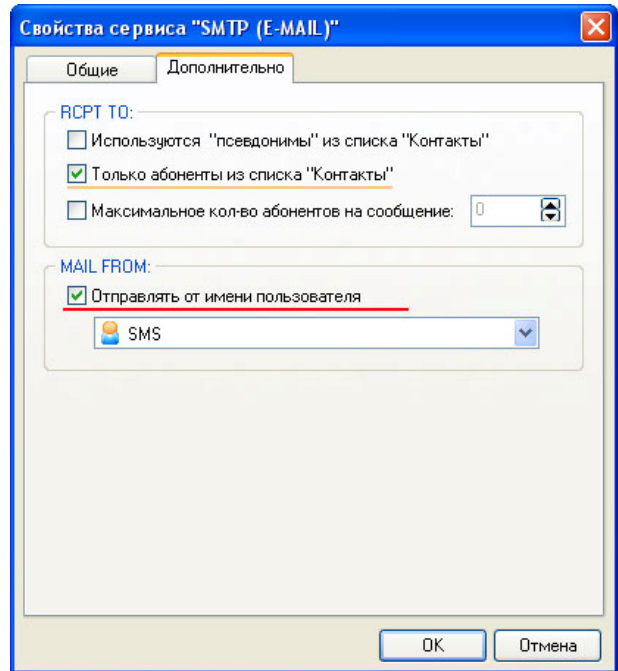 Свойства сервиса "SMTP (E-MAIL)"
Общие
Дополнительно
RCPT TO:
Используются "псевдонимы" из списка "Контакты"
Только абоненты из списка "Контакты"
Максимальное кол-во абонентов на сообщение: 0
MAIL FROM:
Отправлять от имени пользователя
SMS
OK
Отмена